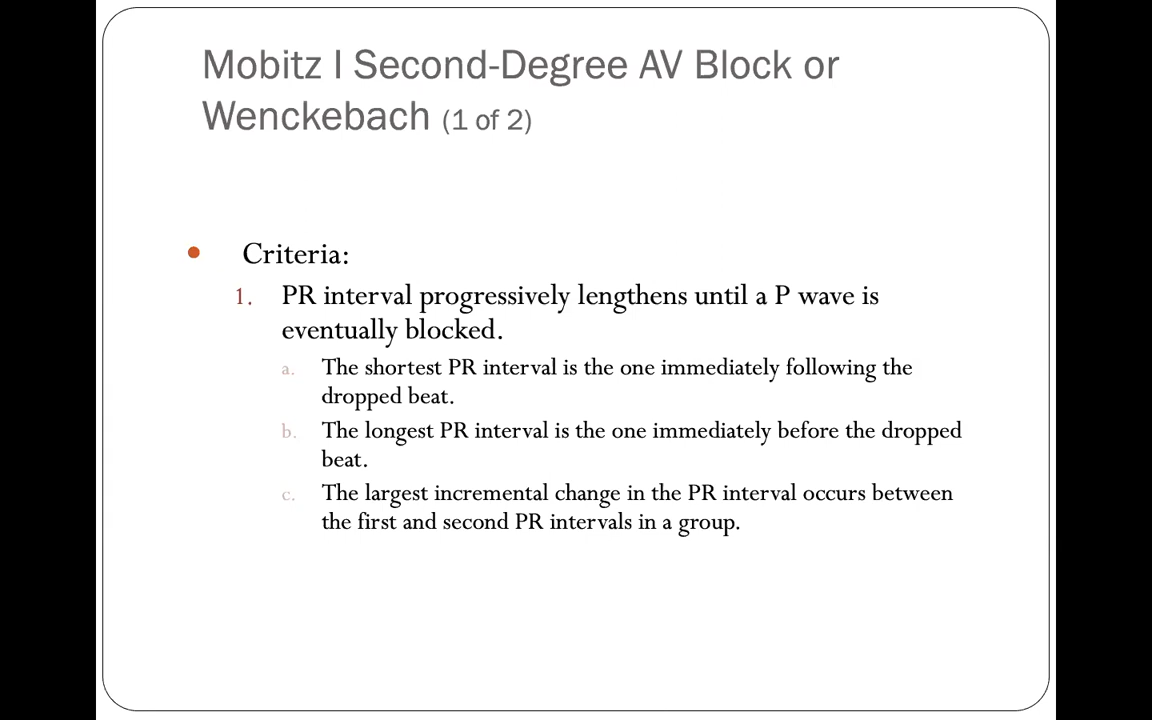 Mobitz I Second-Degree AV Block or
Wenckebach (1 of 2)
• Criteria:
1. PR interval progressively lengthens until a P wave is
eventually blocked.
a. The shortest PR interval is the one immediately following the
dropped beat.
b. The longest PR interval is the one immediately before the dropped
beat.
c. The largest incremental change in the PR interval occurs between
the first and second PR intervals in a group.